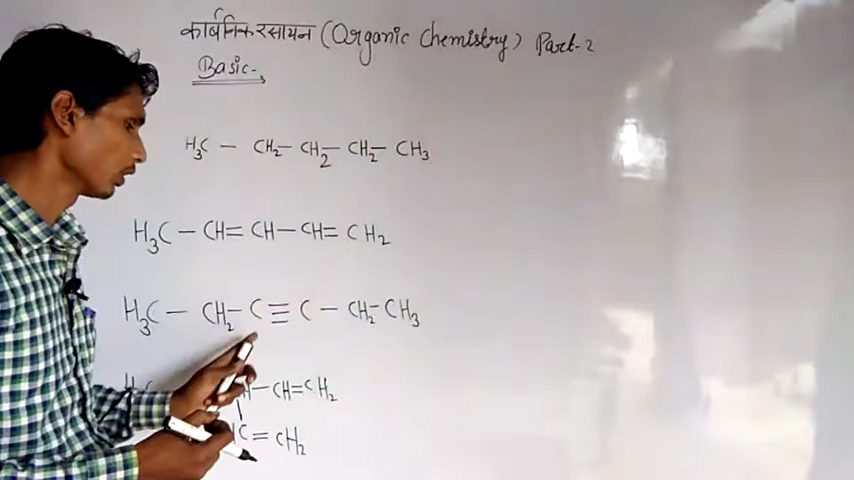 कार्बनिक रसायन (Organic Chemistry) Part-2
Basic-
H₃C — CH₂— CH₂— CH₂— CH₃
H₃C — CH= CH— CH= CH₂
H₃C — CH₂— C ≡ C — CH₂— CH₃
H₃C — CH=CH₂
C = CH₂